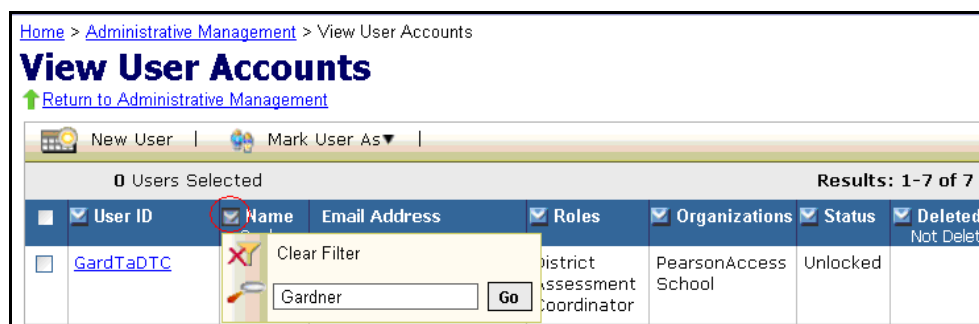 Home > Administrative Management > View User Accounts
View User Accounts
Return to Administrative Management
New User | Mark User As▼ |
0 Users Selected Results: 1-7 of 7
User ID Name Email Address Roles Organizations Status Deleted
Not Delet
Clear Filter
GardTaDTC District PearsonAccess Unlocked
Assessment School
Gardner Go Coordinator